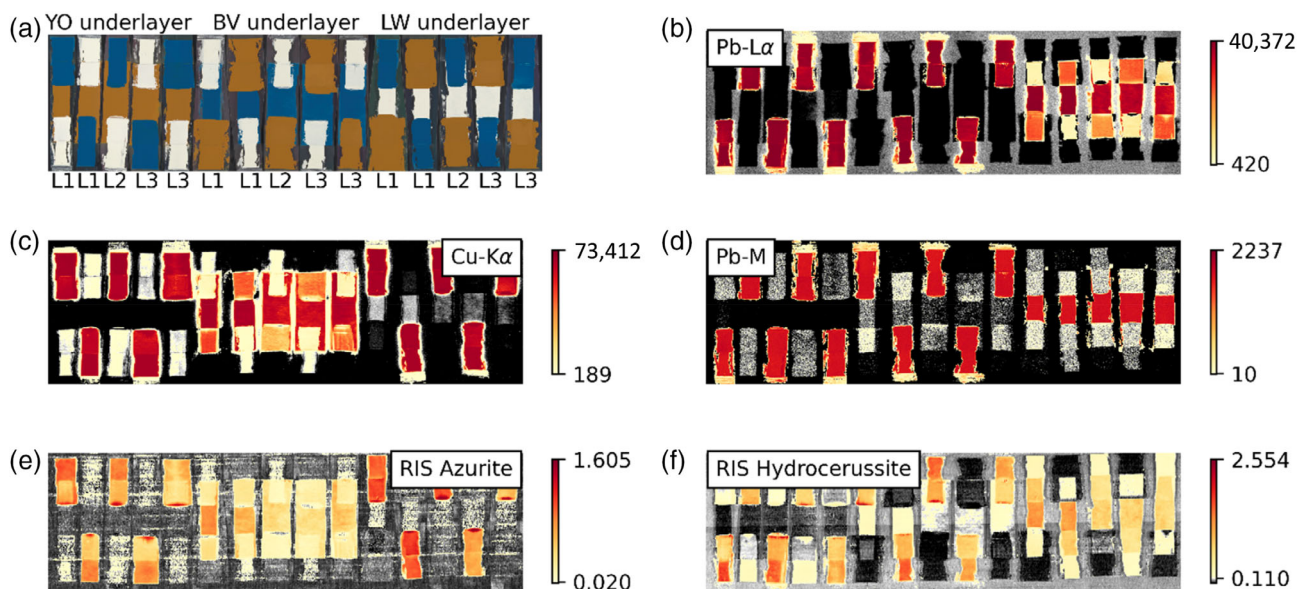 (a) YO underlayer BV underlayer LW underlayer
L1 L1 L2 L3 L3 L1 L1 L2 L3 L3 L1 L1 L2 L3 L3
(b) Pb-Lα 40,372
420
(c) Cu-Kα 73,412
189
(d) Pb-M 2237
10
(e) RIS Azurite 1.605
0.020
(f) RIS Hydrocerussite 2.554
0.110